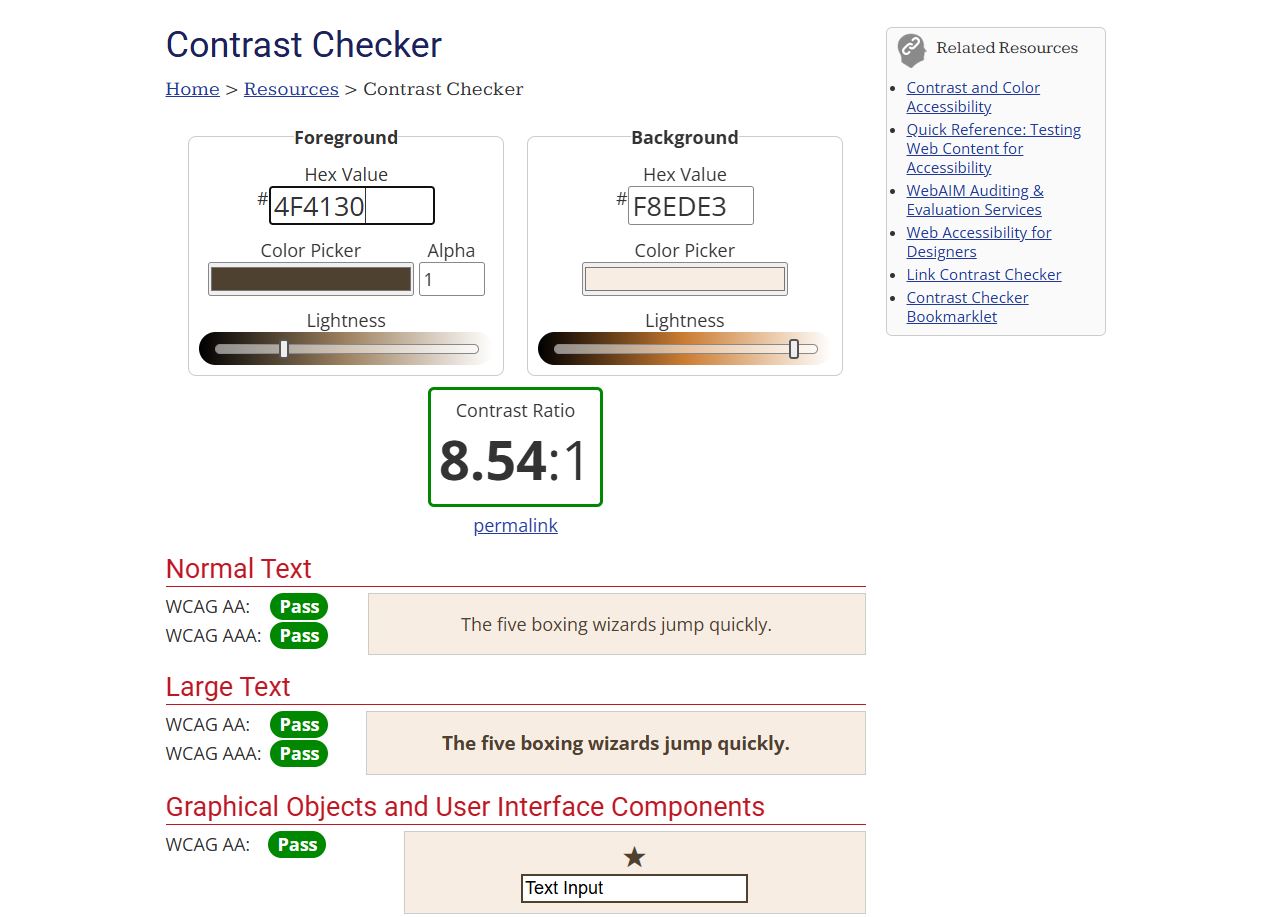 Contrast Checker
Home > Resources > Contrast Checker
Foreground
Hex Value
#4F4130
Color Picker
Alpha
1
Lightness
Background
Hex Value
#F8EDE3
Color Picker
Lightness
Contrast Ratio
8.54:1
permalink
Normal Text
WCAG AA: Pass
WCAG AAA: Pass
The five boxing wizards jump quickly.
Large Text
WCAG AA: Pass
WCAG AAA: Pass
The five boxing wizards jump quickly.
Graphical Objects and User Interface Components
WCAG AA: Pass
Text Input
Related Resources
Contrast and Color
Accessibility
Quick Reference: Testing
Web Content for
Accessibility
WebAIM Auditing &
Evaluation Services
Web Accessibility for
Designers
Link Contrast Checker
Contrast Checker
Bookmarklet